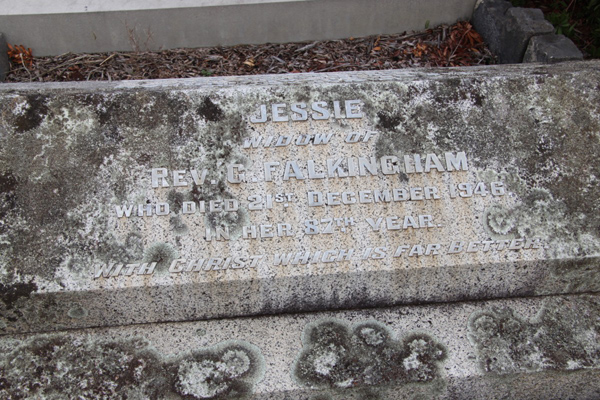 JESSIE
WIDOW OF
REV. G. FALKINGHAM
WHO DIED 21ST DECEMBER 1946
IN HER 87TH YEAR.
WITH CHRIST WHICH IS FAR BETTER.